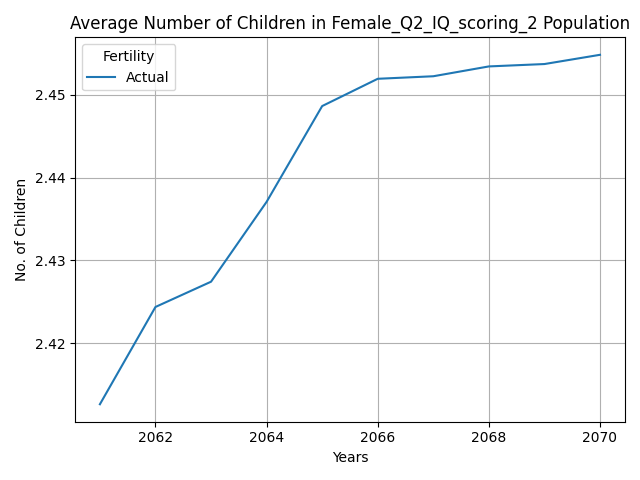 Average Number of Children in Female_Q2_IQ_scoring_2 Population
Fertility
Actual
No. of Children
2.45
2.44
2.43
2.42
2062 2064 2066 2068 2070
Years